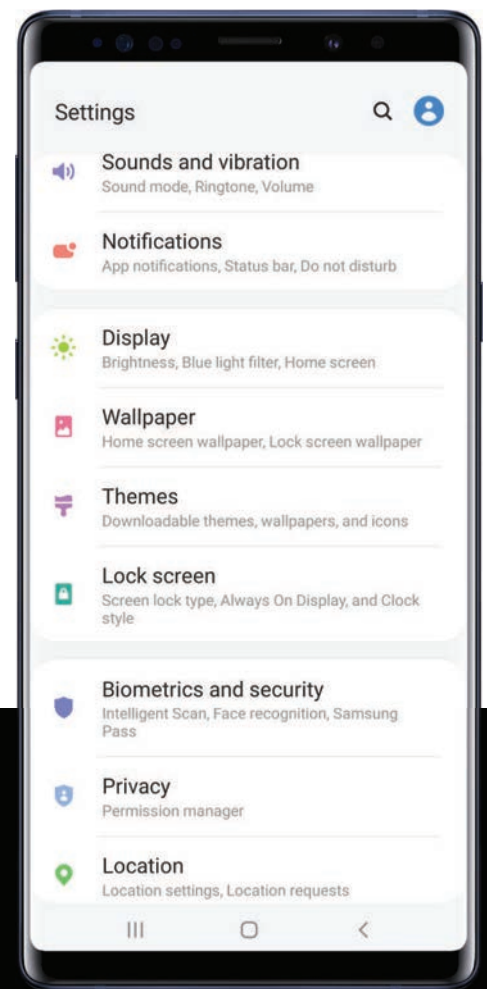 Settings
Sounds and vibration
Sound mode, Ringtone, Volume
Notifications
App notifications, Status bar, Do not disturb
Display
Brightness, Blue light filter, Home screen
Wallpaper
Home screen wallpaper, Lock screen wallpaper
Themes
Downloadable themes, wallpapers, and icons
Lock screen
Screen lock type, Always On Display, and Clock
style
Biometrics and security
Intelligent Scan, Face recognition, Samsung
Pass
Privacy
Permission manager
Location
Location settings, Location requests